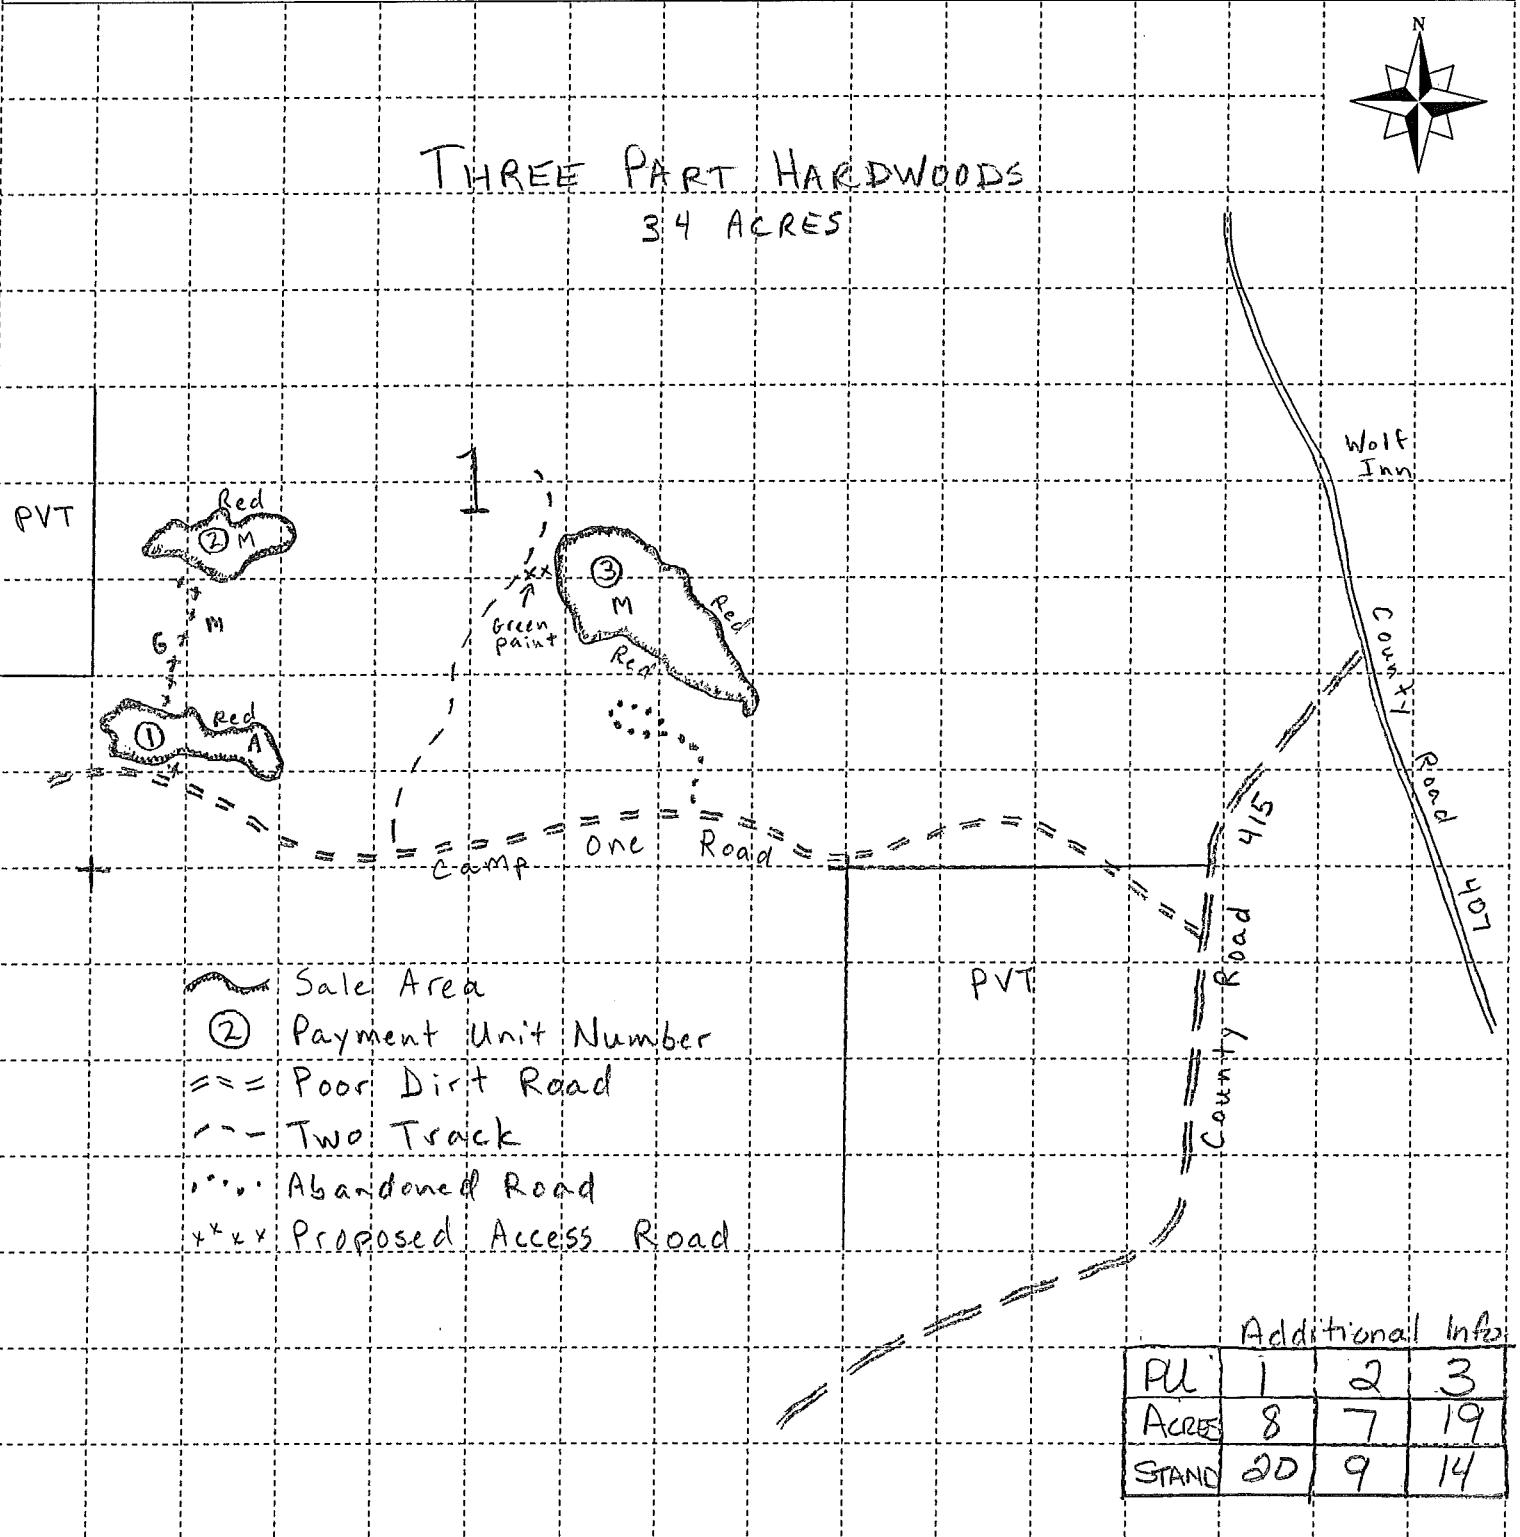 N
THREE PART HARDWOODS
34 ACRES
Wolf
Inn
1
PVT
Red
2 M
3
M
Red
Green
paint
Red
G M
1 Red A
County Road 407
415
County Road
Camp One Road
PVT
Sale Area
2 Payment Unit Number
Poor Dirt Road
Two Track
Abandoned Road
Proposed Access Road
Additional Info
PU 1 2 3
ACRES 8 7 19
STAND 20 9 14